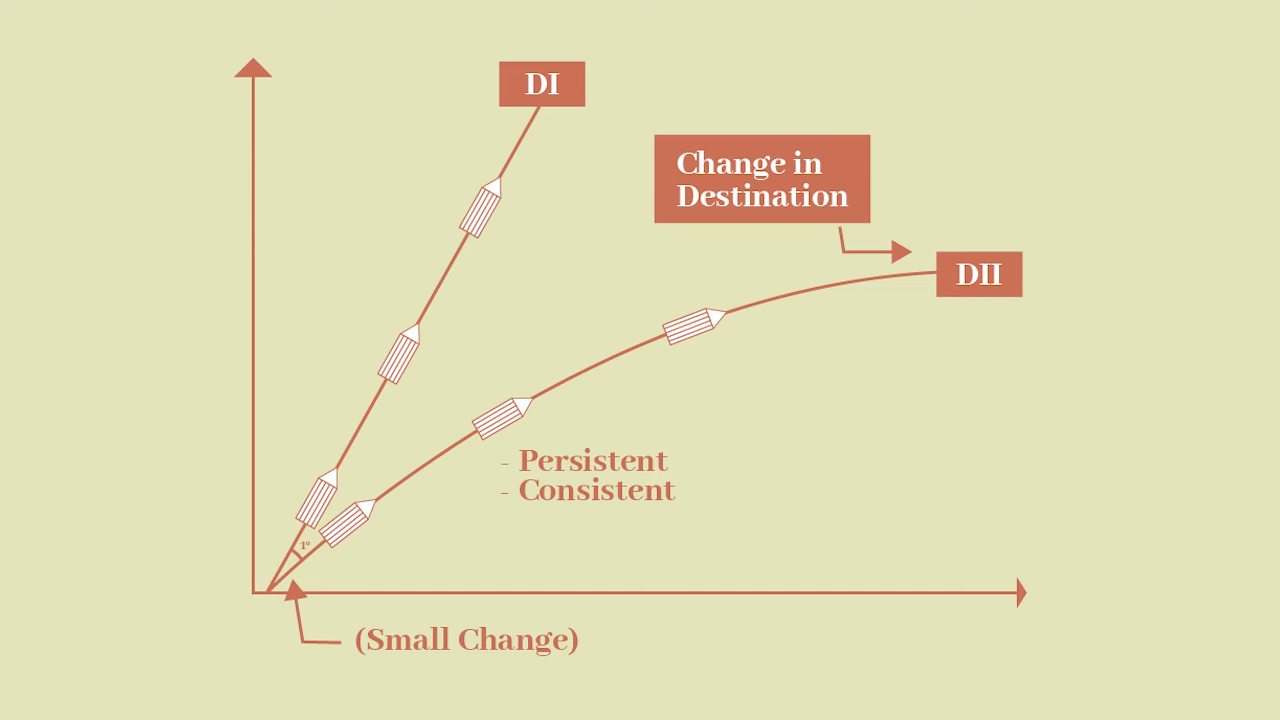 DI
Change in
Destination
DII
- Persistent
- Consistent
1°
(Small Change)